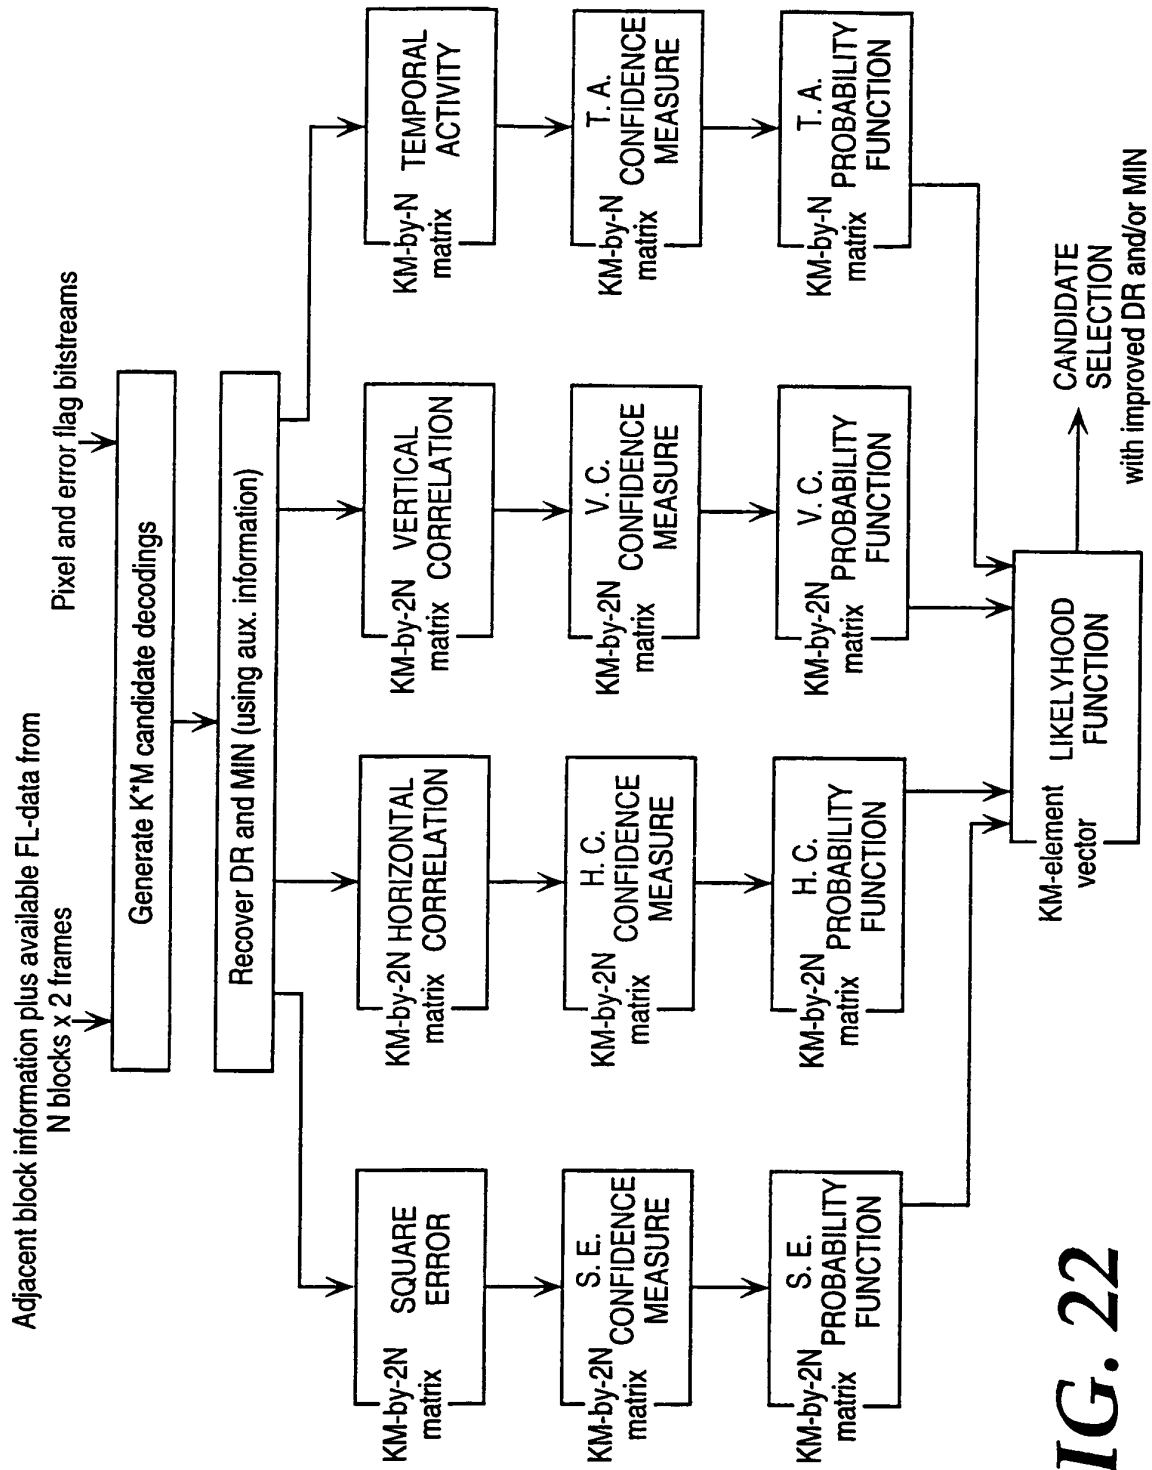 Adjacent block information plus available FL-data from
N blocks x 2 frames
Pixel and error flag bitstreams
Generate K*M candidate decodings
Recover DR and MIN (using aux. information)
KM-by-2N
matrix
SQUARE
ERROR
KM-by-2N
matrix
HORIZONTAL
CORRELATION
KM-by-2N
matrix
VERTICAL
CORRELATION
KM-by-N
matrix
TEMPORAL
ACTIVITY
KM-by-2N
matrix
S. E.
CONFIDENCE
MEASURE
KM-by-2N
matrix
H. C.
CONFIDENCE
MEASURE
KM-by-2N
matrix
V. C.
CONFIDENCE
MEASURE
KM-by-N
matrix
T. A.
CONFIDENCE
MEASURE
KM-by-2N
matrix
S. E.
PROBABILITY
FUNCTION
KM-by-2N
matrix
H. C.
PROBABILITY
FUNCTION
KM-by-2N
matrix
V. C.
PROBABILITY
FUNCTION
KM-by-N
matrix
T. A.
PROBABILITY
FUNCTION
KM-element
vector
LIKELYHOOD
FUNCTION
CANDIDATE
SELECTION
with improved DR and/or MIN
IG. 22